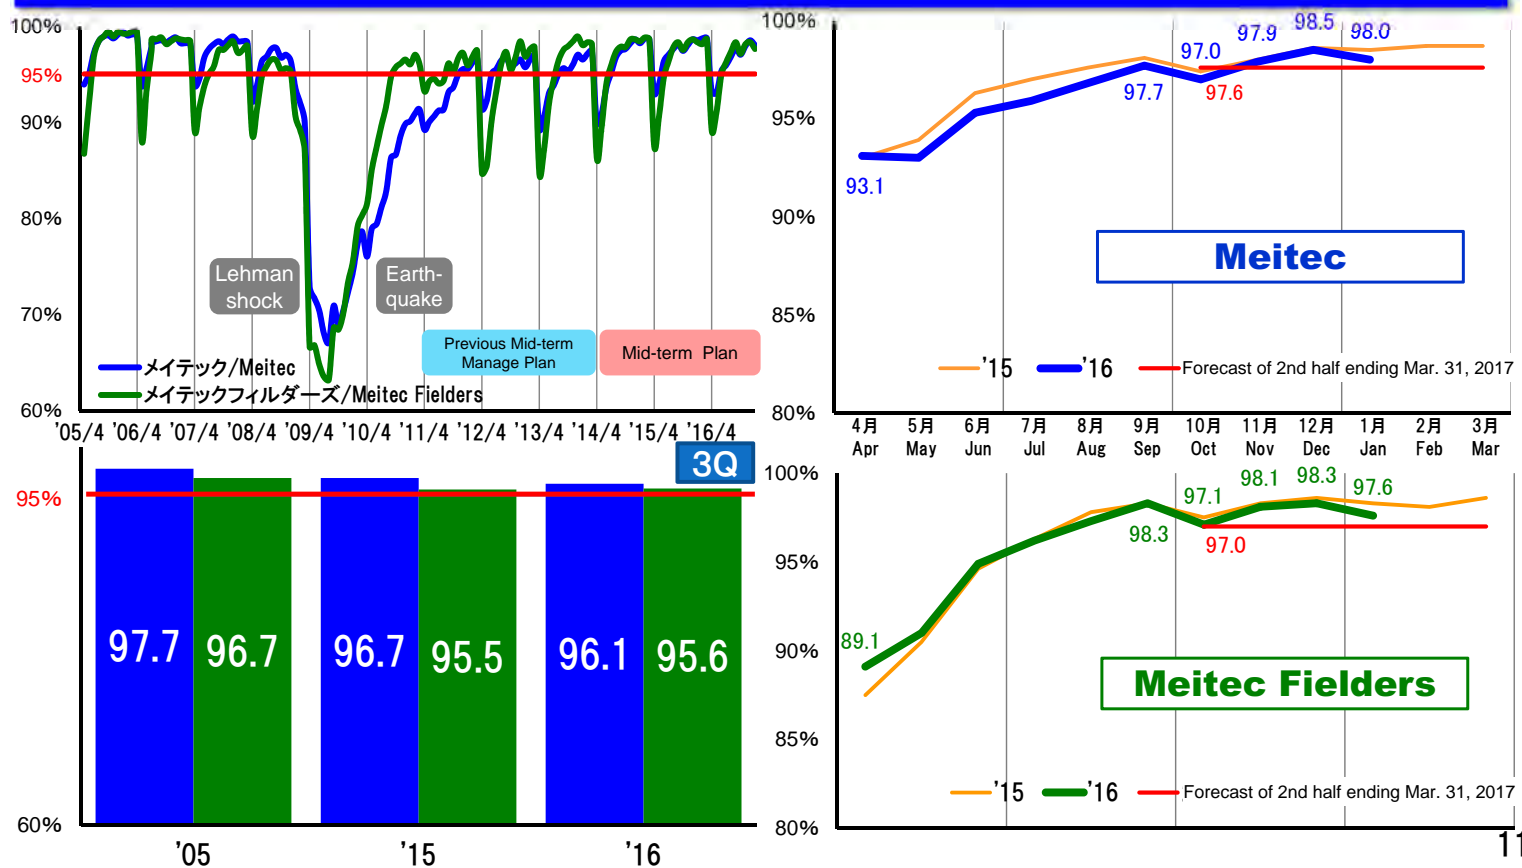 100%
95%
90%
80%
70%
60%
Lehman
shock
Earth-
quake
Previous Mid-term
Manage Plan
Mid-term Plan
メイテック/Meitec
メイテックフィルダーズ/Meitec Fielders
'05/4 '06/4 '07/4 '08/4 '09/4 '10/4 '11/4 '12/4 '13/4 '14/4 '15/4 '16/4
3Q
95%
60%
97.7 96.7 96.7 95.5 96.1 95.6
'05 '15 '16
100%
95%
90%
85%
80%
93.1
97.7
97.0
97.6
97.9
98.5
98.0
Meitec
'15 '16 Forecast of 2nd half ending Mar. 31, 2017
4月 5月 6月 7月 8月 9月 10月 11月 12月 1月 2月 3月
Apr May Jun Jul Aug Sep Oct Nov Dec Jan Feb Mar
100%
95%
90%
85%
80%
89.1
98.3
97.1
97.0
98.1
98.3
97.6
Meitec Fielders
'15 '16 Forecast of 2nd half ending Mar. 31, 2017
11